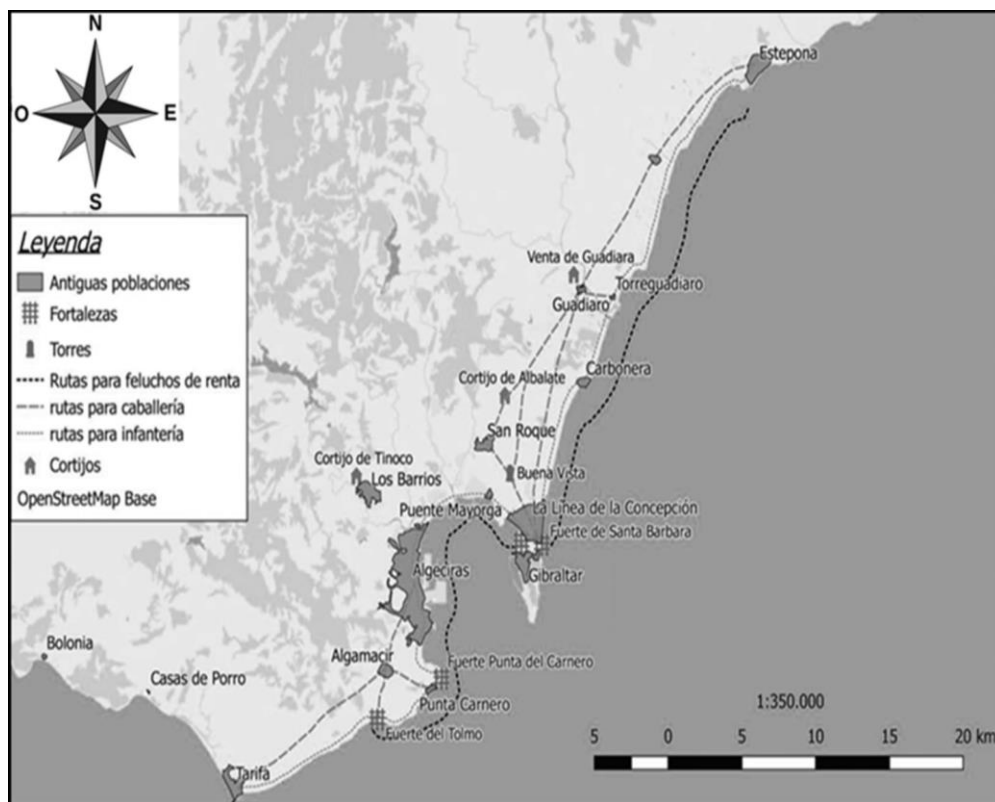 N
O
E
S
Leyenda
Antiguas poblaciones
Fortalezas
Torres
Rutas para feluchos de renta
rutas para caballería
rutas para infantería
Cortijos
OpenStreetMap Base
Estepona
Venta de Guadiara
Guadiaro
Torreguadiaro
Carbonera
Cortijo de Albalate
San Roque
Cortijo de Tinoco
Los Barrios
Buena Vista
Puente Mayorga
La Línea de la Concepción
Fuerte de Santa Barbara
Algeciras
Gibraltar
Bolonia
Algamacir
Fuerte Punta del Carnero
Casas de Porro
Punta Carnero
Fuerte del Tolmo
Tarifa
1:350.000
5 0 5 10 15 20 km